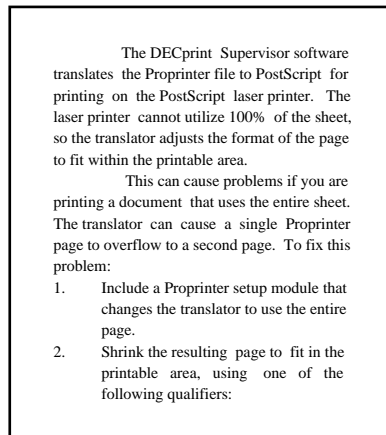 The DECprint Supervisor software
translates the Proprinter file to PostScript for
printing on the PostScript laser printer. The
laser printer cannot utilize 100% of the sheet,
so the translator adjusts the format of the page
to fit within the printable area.
This can cause problems if you are
printing a document that uses the entire sheet.
The translator can cause a single Proprinter
page to overflow to a second page. To fix this
problem:
1. Include a Proprinter setup module that
changes the translator to use the entire
page.
2. Shrink the resulting page to fit in the
printable area, using one of the
following qualifiers: